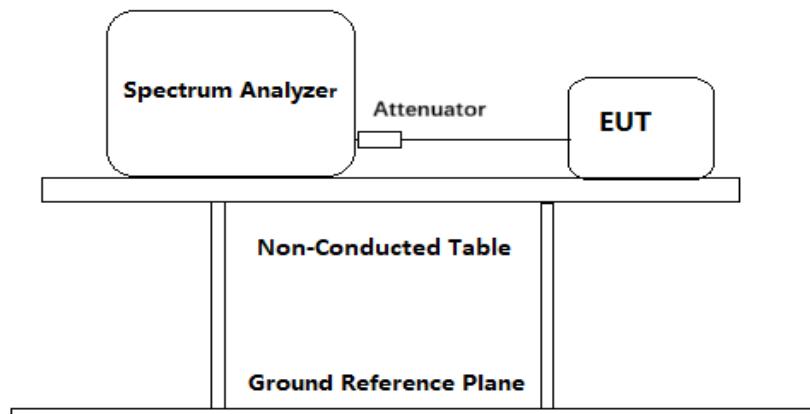 Spectrum Analyzer
Attenuator
EUT
Non-Conducted Table
Ground Reference Plane